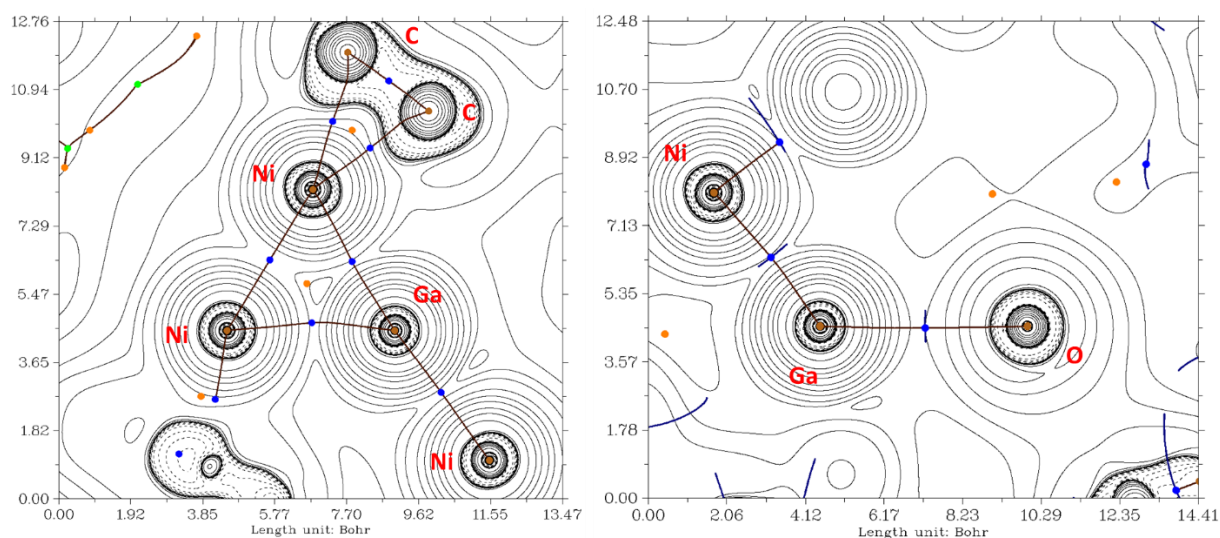 12.76
10.94
9.12
7.29
5.47
3.65
1.82
0.00
0.00 1.92 3.85 5.77 7.70 9.62 11.55 13.47
Length unit: Bohr
C
C
Ni
Ga
Ni
Ni
12.48
10.70
8.92
7.13
5.35
3.57
1.78
0.00
0.00 2.06 4.12 6.17 8.23 10.29 12.35 14.41
Length unit: Bohr
Ni
Ga
O